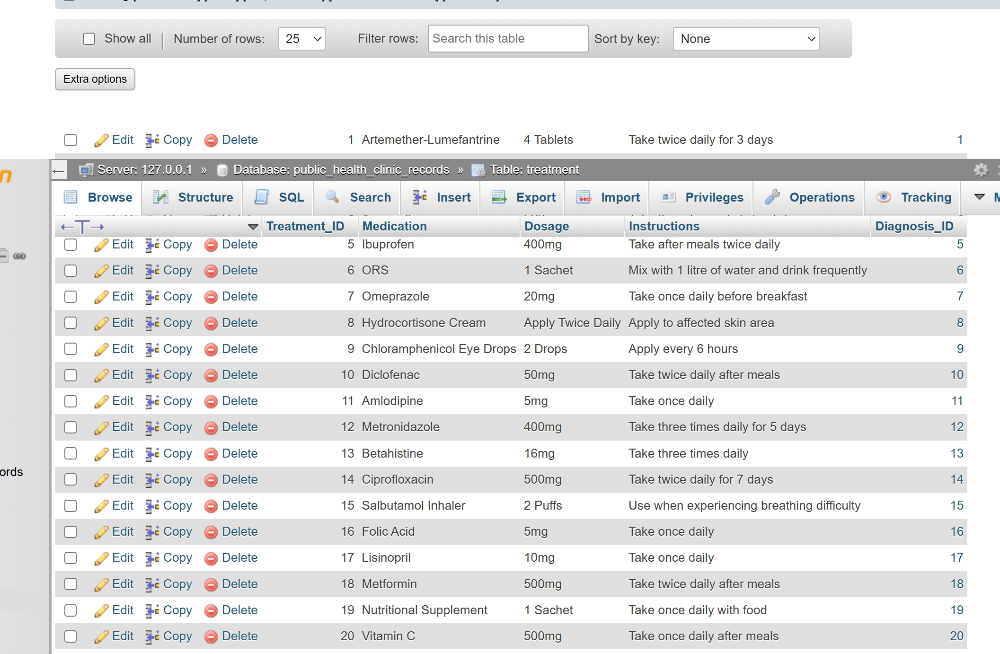 Show all Number of rows: 25 Filter rows: Search this table Sort by key: None
Extra options
Edit Copy Delete 1 Artemether-Lumefantrine 4 Tablets Take twice daily for 3 days 1
n
← Server: 127.0.0.1 » Database: public_health_clinic_records » Table: treatment
Browse Structure SQL Search Insert Export Import Privileges Operations Tracking M
←T→ Treatment_ID Medication Dosage Instructions Diagnosis_ID
Edit Copy Delete 5 Ibuprofen 400mg Take after meals twice daily 5
Edit Copy Delete 6 ORS 1 Sachet Mix with 1 litre of water and drink frequently 6
Edit Copy Delete 7 Omeprazole 20mg Take once daily before breakfast 7
Edit Copy Delete 8 Hydrocortisone Cream Apply Twice Daily Apply to affected skin area 8
Edit Copy Delete 9 Chloramphenicol Eye Drops 2 Drops Apply every 6 hours 9
Edit Copy Delete 10 Diclofenac 50mg Take twice daily after meals 10
Edit Copy Delete 11 Amlodipine 5mg Take once daily 11
Edit Copy Delete 12 Metronidazole 400mg Take three times daily for 5 days 12
Edit Copy Delete 13 Betahistine 16mg Take three times daily 13
ords
Edit Copy Delete 14 Ciprofloxacin 500mg Take twice daily for 7 days 14
Edit Copy Delete 15 Salbutamol Inhaler 2 Puffs Use when experiencing breathing difficulty 15
Edit Copy Delete 16 Folic Acid 5mg Take once daily 16
Edit Copy Delete 17 Lisinopril 10mg Take once daily 17
Edit Copy Delete 18 Metformin 500mg Take twice daily after meals 18
Edit Copy Delete 19 Nutritional Supplement 1 Sachet Take once daily with food 19
Edit Copy Delete 20 Vitamin C 500mg Take once daily after meals 20